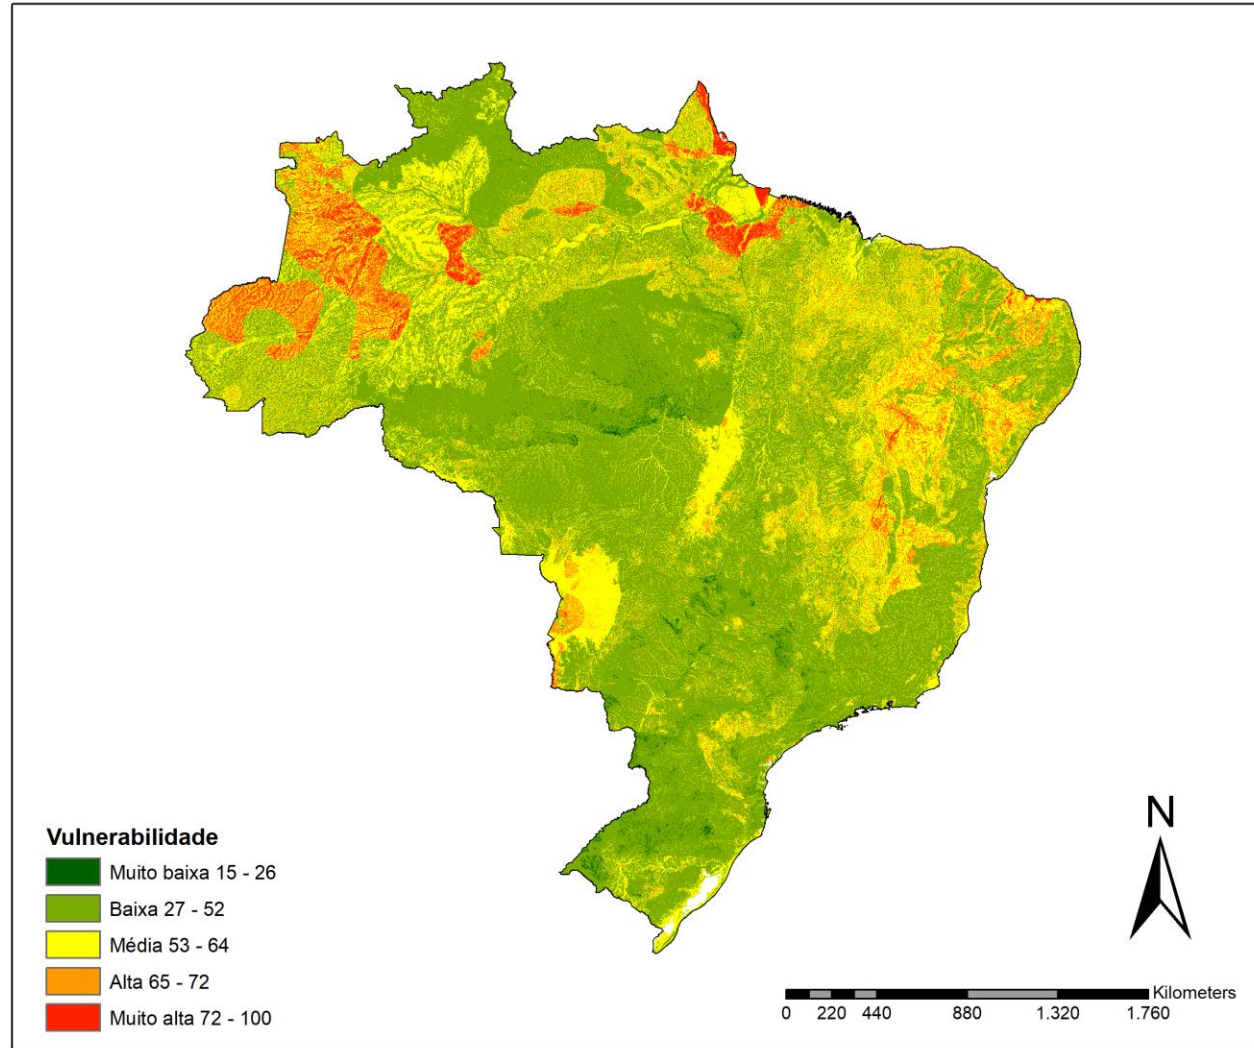 Vulnerabilidade
Muito baixa 15 - 26
Baixa 27 - 52
Média 53 - 64
Alta 65 - 72
Muito alta 72 - 100
N
Kilometers
0 220 440 880 1.320 1.760